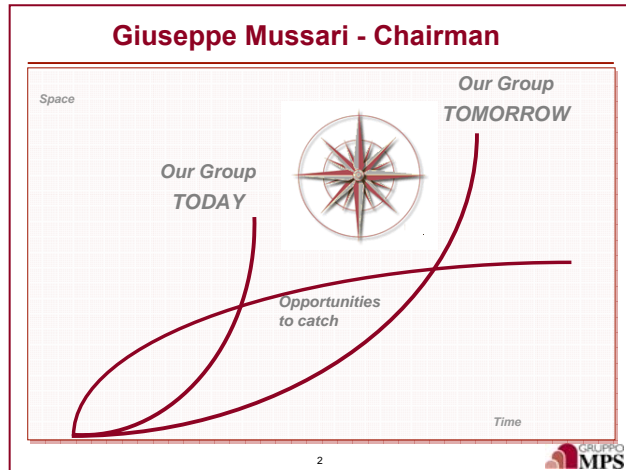 Giuseppe Mussari - Chairman
Space
Our Group
TOMORROW
Our Group
TODAY
Opportunities
to catch
Time
2
GRUPPO
MPS